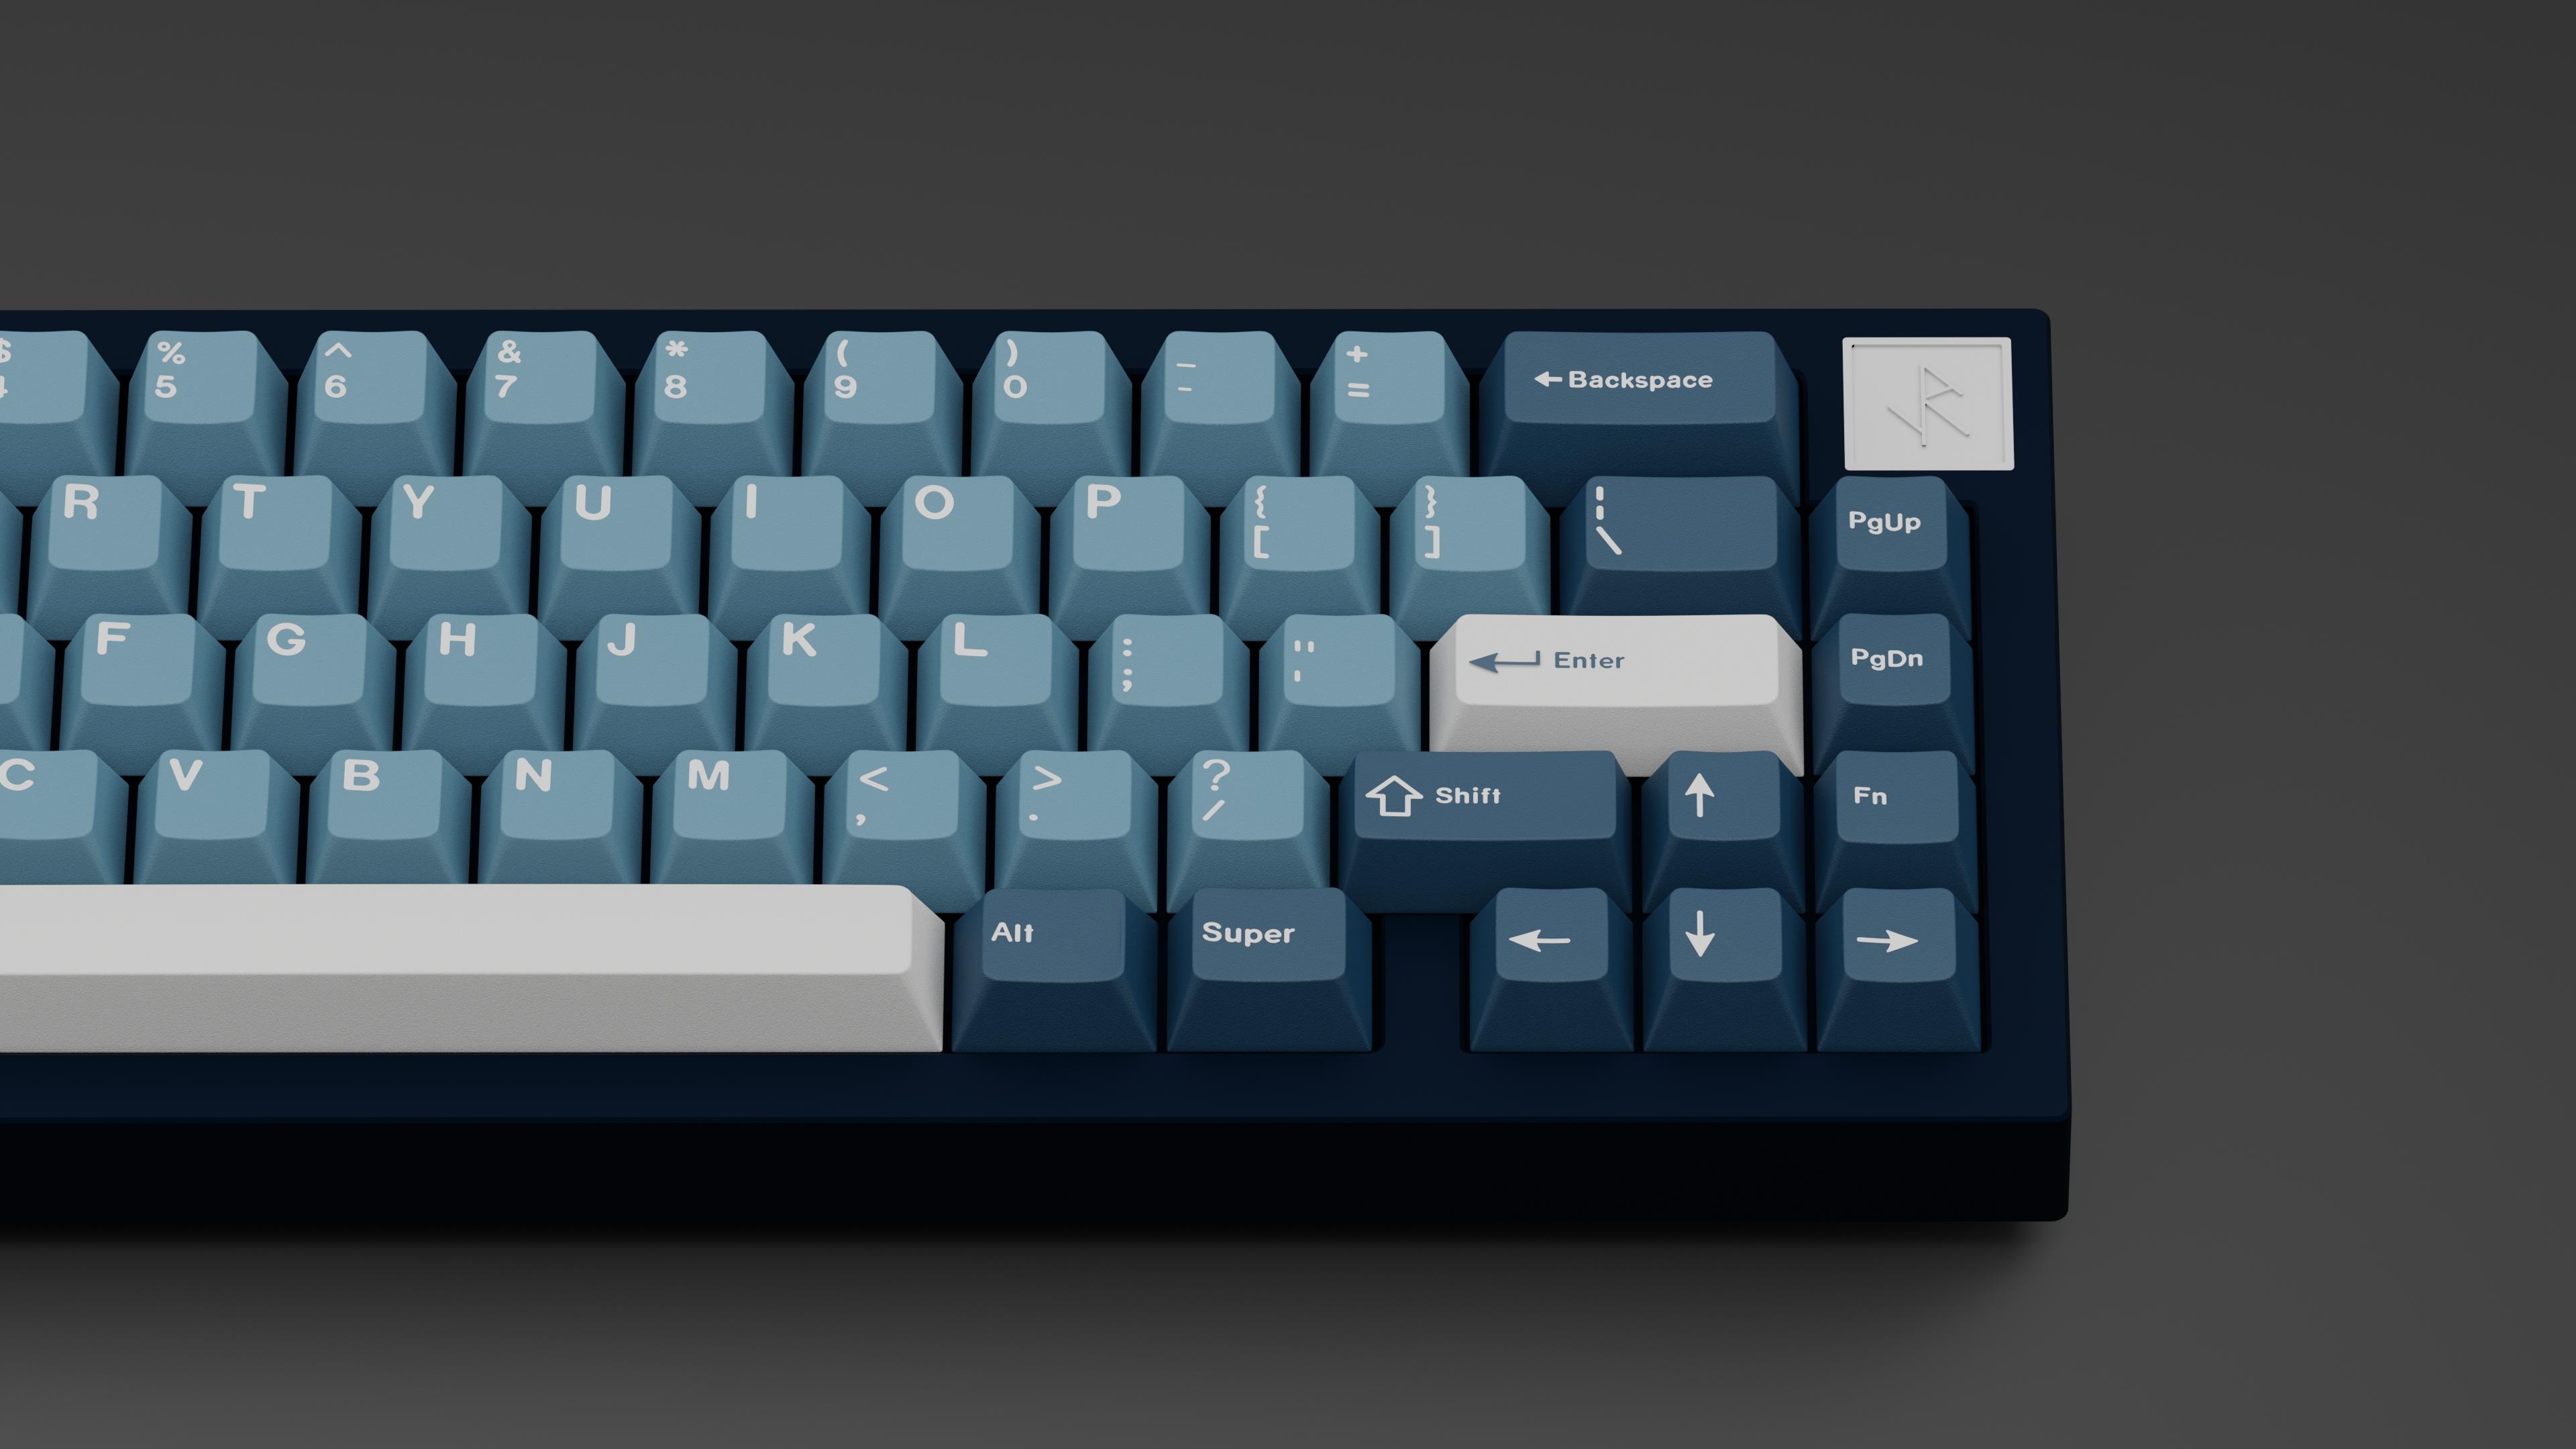 $ % ^ & * ( ) _ +
4 5 6 7 8 9 0 - = ← Backspace
R T Y U I O P { } ¦ PgUp
[ ] \
F G H J K L : " Enter PgDn
; '
C V B N M < > ? Shift ↑ Fn
, . /
Alt Super ← ↓ →